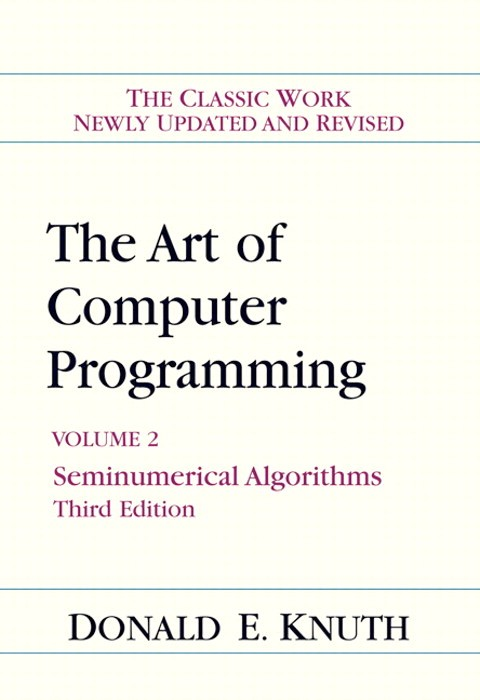 THE CLASSIC WORK
NEWLY UPDATED AND REVISED
The Art of
Computer
Programming
VOLUME 2
Seminumerical Algorithms
Third Edition
DONALD E. KNUTH